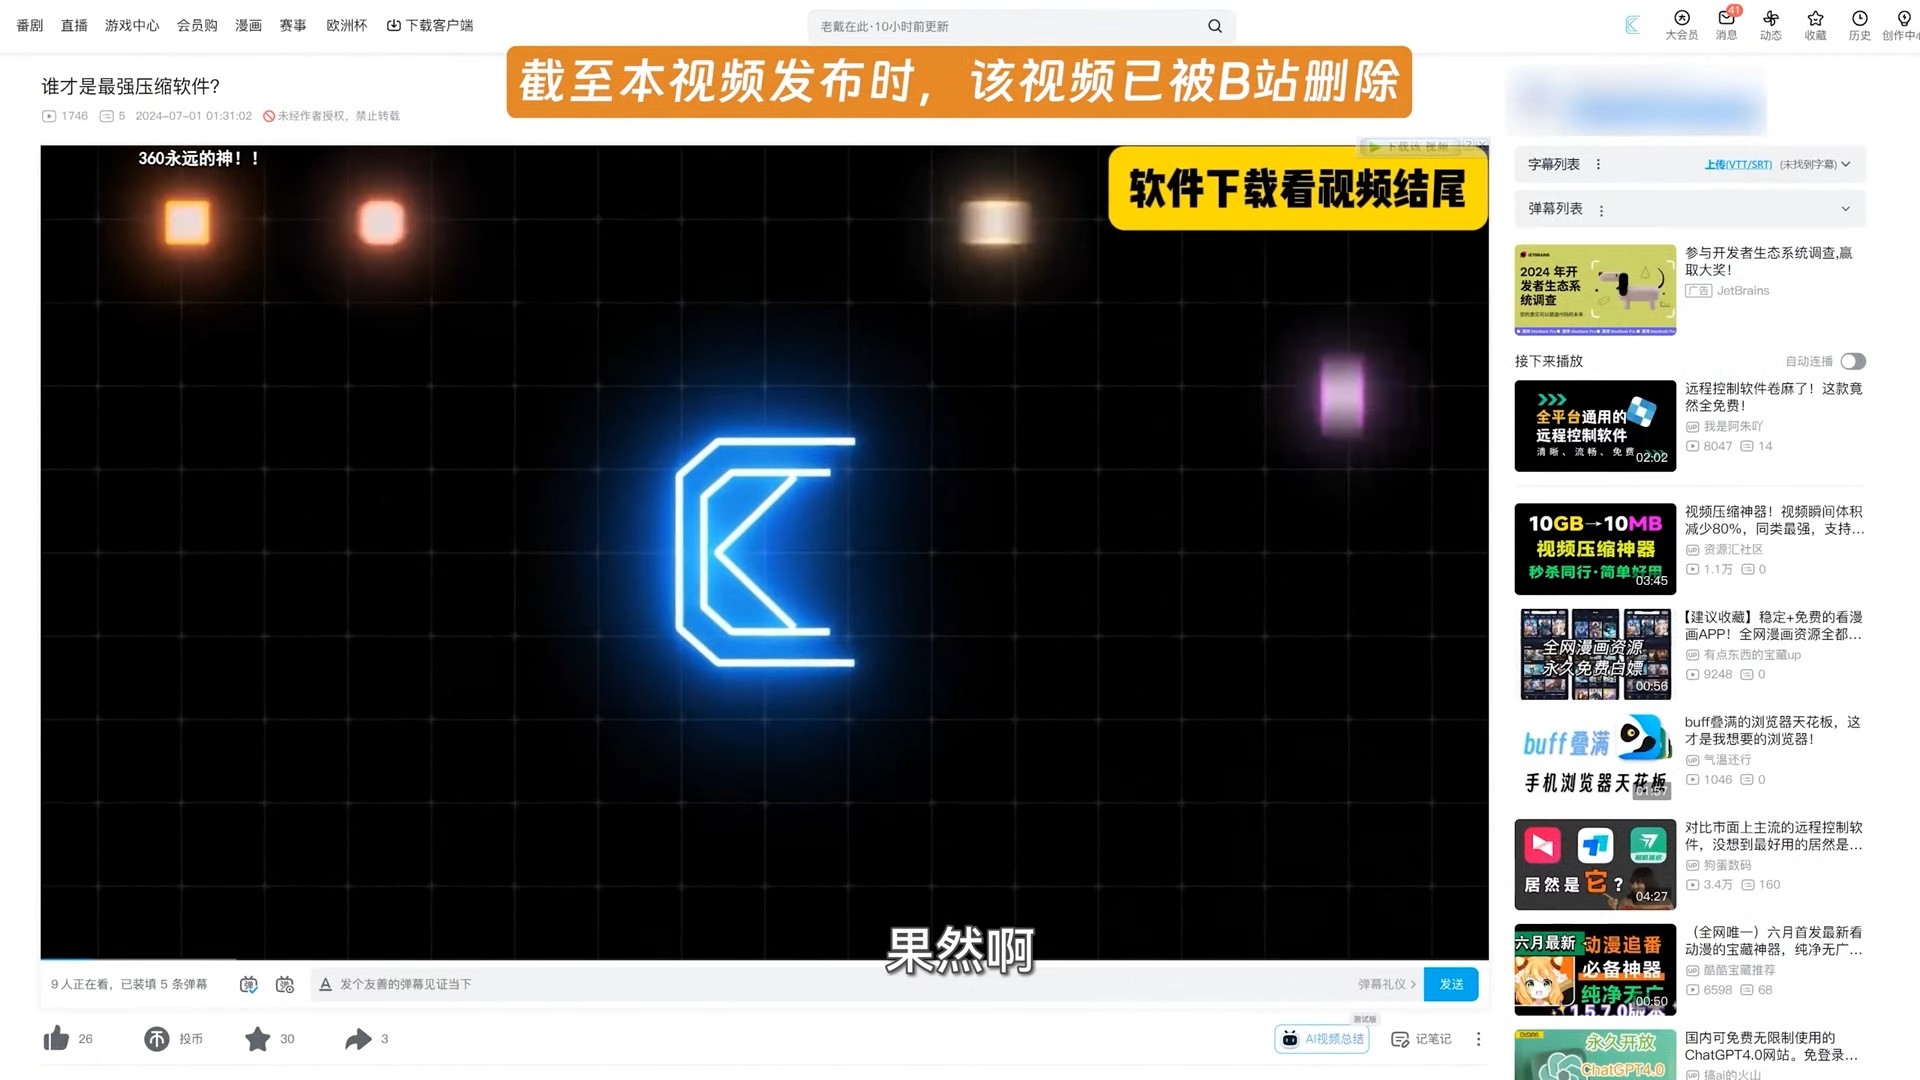 番剧 直播 游戏中心 会员购 漫画 赛事 欧洲杯 下载客户端
老戴在此·10小时前更新
大会员 消息 41 动态 收藏 历史 创作中心
截至本视频发布时，该视频已被B站删除
谁才是最强压缩软件？
1746 5 2024-07-01 01:31:02 未经作者授权，禁止转载
360永远的神！！
下载该 视频 ? ×
软件下载看视频结尾
果然啊
9 人正在看，已装填 5 条弹幕
发个友善的弹幕见证当下
弹幕礼仪 >
发送
26 投币 30 3
测试版
AI视频总结 记笔记
字幕列表 上传(VTT/SRT) (未找到字幕)
弹幕列表
JETBRAINS
2024 年开
发者生态系
统调查
参与开发者生态系统调查,赢
取大奖！
广告 JetBrains
接下来播放 自动连播
全平台通用的
远程控制软件
清晰、流畅、免费
02:02
远程控制软件卷麻了！这款竟
然全免费！
我是阿朱吖
8047 14
10GB→10MB
视频压缩神器
秒杀同行·简单好用
03:45
视频压缩神器！视频瞬间体积
减少80%，同类最强，支持...
资源汇社区
1.1万 0
全网漫画资源
永久免费白嫖
00:56
【建议收藏】稳定+免费的看漫
画APP！全网漫画资源全都...
有点东西的宝藏up
9248 0
buff叠满
手机浏览器天花板
01:57
buff叠满的浏览器天花板，这
才是我想要的浏览器！
气温还行
1046 0
居然是它？
04:27
对比市面上主流的远程控制软
件，没想到最好用的居然是...
狗蛋数码
3.4万 160
六月最新 动漫追番
必备神器
纯净无广
1.5.7.0版本
00:50
（全网唯一）六月首发最新看
动漫的宝藏神器，纯净无广...
酷酷宝藏推荐
6598 68
永久开放
ChatGPT4.0
国内可免费无限制使用的
ChatGPT4.0网站。免登录...
搞ai的火山